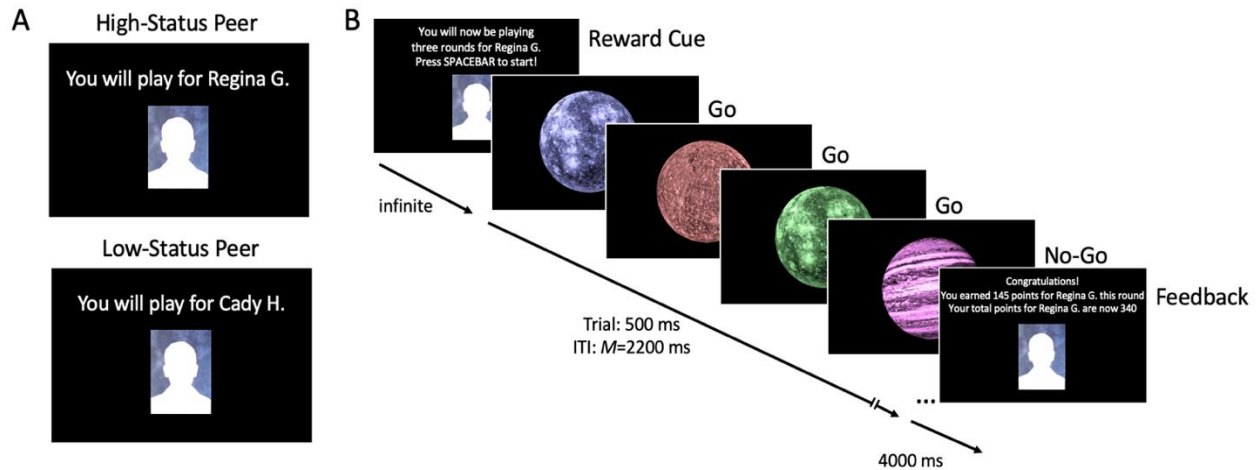 A
High-Status Peer
You will play for Regina G.
Low-Status Peer
You will play for Cady H.
B
You will now be playing
three rounds for Regina G.
Press SPACEBAR to start!
Reward Cue
Go
Go
Go
No-Go
Congratulations!
You earned 145 points for Regina G. this round
Your total points for Regina G. are now 340
Feedback
infinite
Trial: 500 ms
ITI: M=2200 ms
...
4000 ms